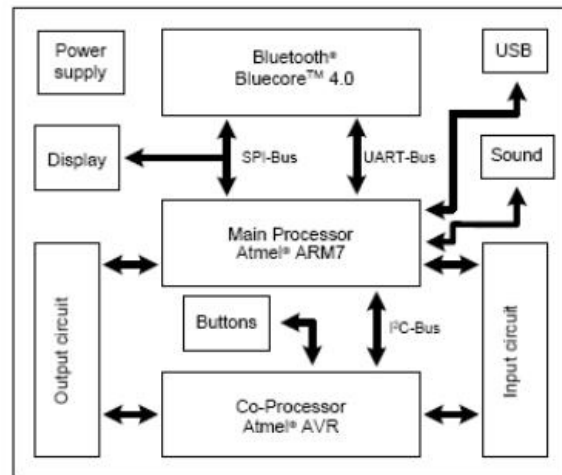 Power
supply
Bluetooth®
Bluecore™ 4.0
USB
Display
SPI-Bus
UART-Bus
Sound
Main Processor
Atmel® ARM7
Output circuit
Buttons
I²C-Bus
Input circuit
Co-Processor
Atmel® AVR